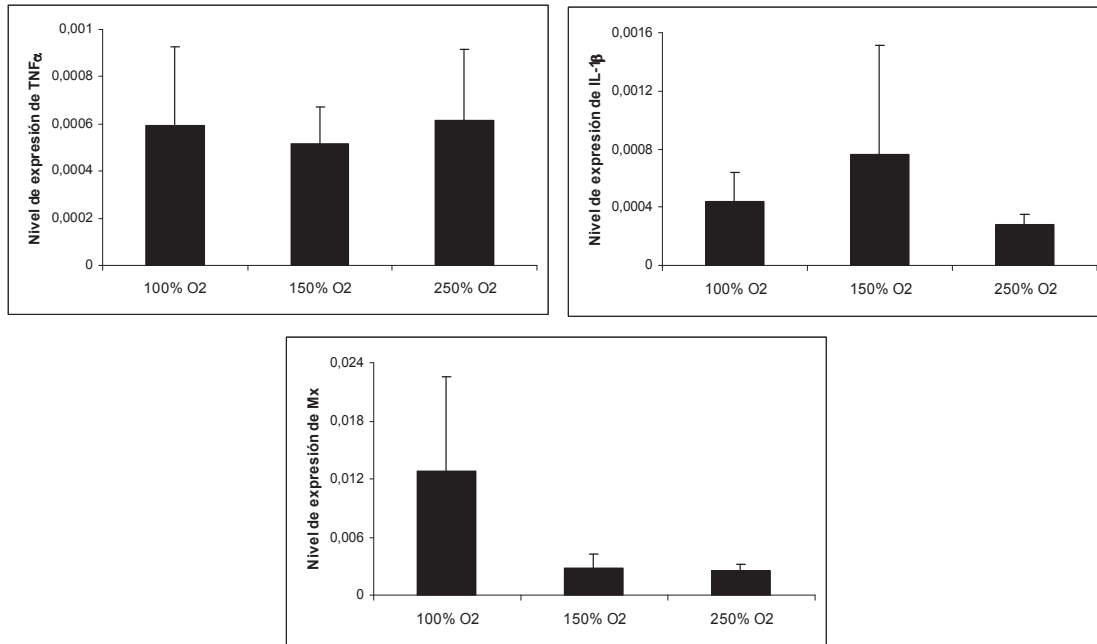 Nivel de expresión de TNFα
0,001
0,0008
0,0006
0,0004
0,0002
0
100% O2 150% O2 250% O2
Nivel de expresión de IL-1β
0,0016
0,0012
0,0008
0,0004
0
100% O2 150% O2 250% O2
Nivel de expresión de Mx
0,024
0,018
0,012
0,006
0
100% O2 150% O2 250% O2